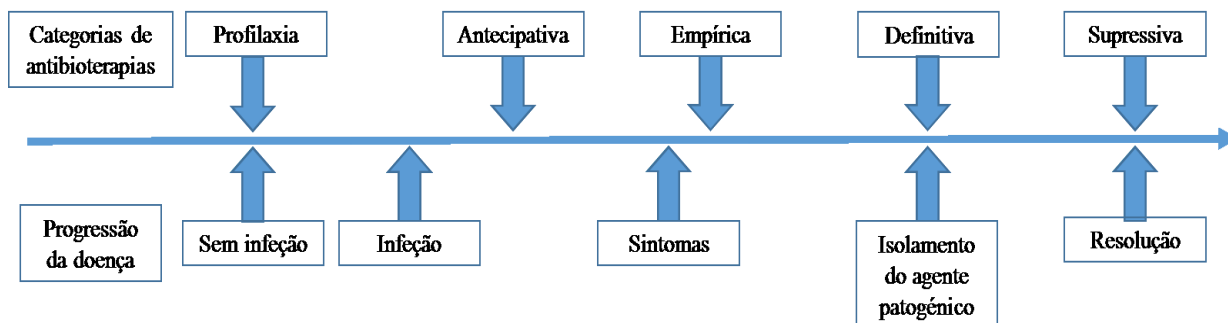 Categorias de
antibioterapias
Profilaxia
Antecipativa
Empírica
Definitiva
Supressiva
Progressão
da doença
Sem infeção
Infeção
Sintomas
Isolamento
do agente
patogénico
Resolução